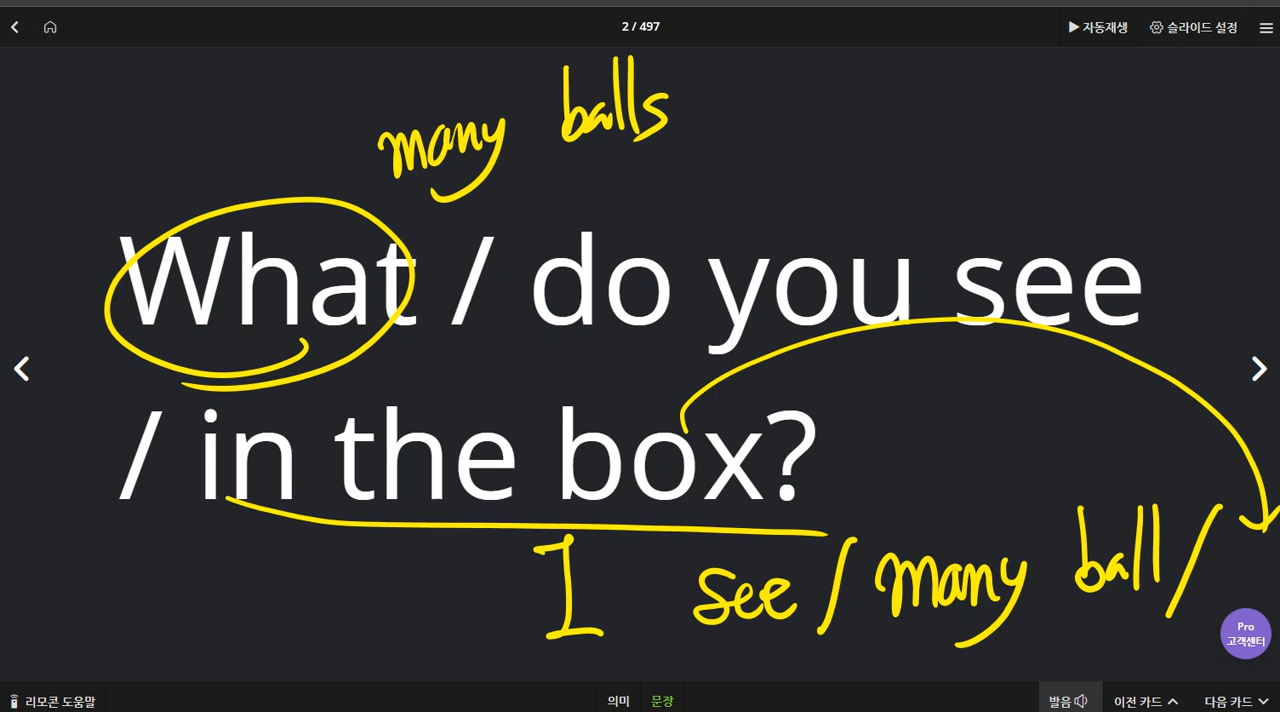 2 / 497
자동재생
슬라이드 설정
many balls
What / do you see
/ in the box?
I see / many ball /
Pro
고객센터
리모콘 도움말
의미
문장
발음
이전 카드
다음 카드